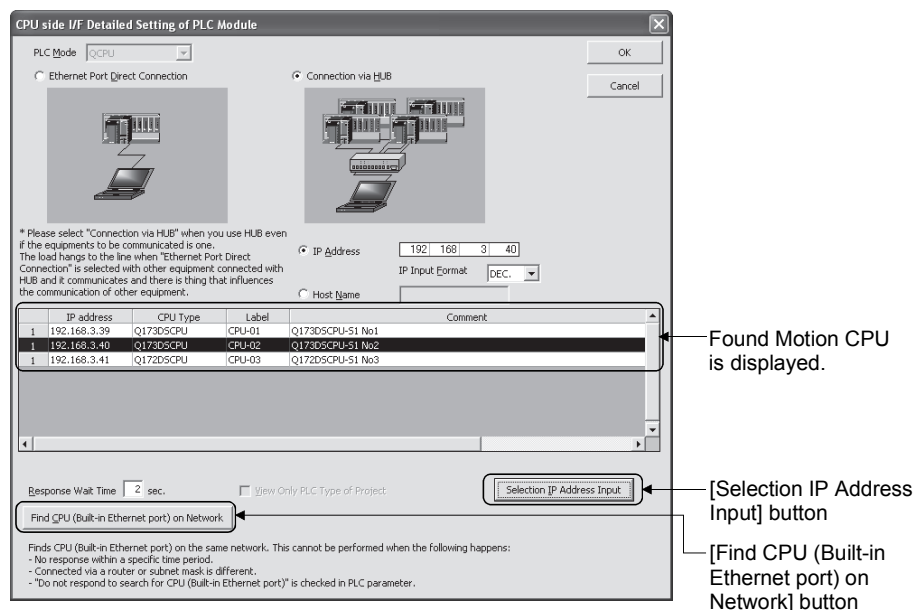 CPU side I/F Detailed Setting of PLC Module
PLC Mode QCPU
OK
Cancel
Ethernet Port Direct Connection
Connection via HUB
* Please select "Connection via HUB" when you use HUB even
if the equipments to be communicated is one.
The load hangs to the line when "Ethernet Port Direct
Connection" is selected with other equipment connected with
HUB and it communicates and there is thing that influences
the communication of other equipment.
IP Address 192 168 3 40
IP Input Format DEC.
Host Name
IP address CPU Type Label Comment
1 192.168.3.39 Q173DSCPU CPU-01 Q173DSCPU-S1 No1
1 192.168.3.40 Q173DSCPU CPU-02 Q173DSCPU-S1 No2
1 192.168.3.41 Q172DSCPU CPU-03 Q172DSCPU-S1 No3
Found Motion CPU
is displayed.
Response Wait Time 2 sec.
View Only PLC Type of Project
Selection IP Address Input
[Selection IP Address
Input] button
Find CPU (Built-in Ethernet port) on Network
[Find CPU (Built-in
Ethernet port) on
Network] button
Finds CPU (Built-in Ethernet port) on the same network. This cannot be performed when the following happens:
- No response within a specific time period.
- Connected via a router or subnet mask is different.
- "Do not respond to search for CPU (Built-in Ethernet port)" is checked in PLC parameter.